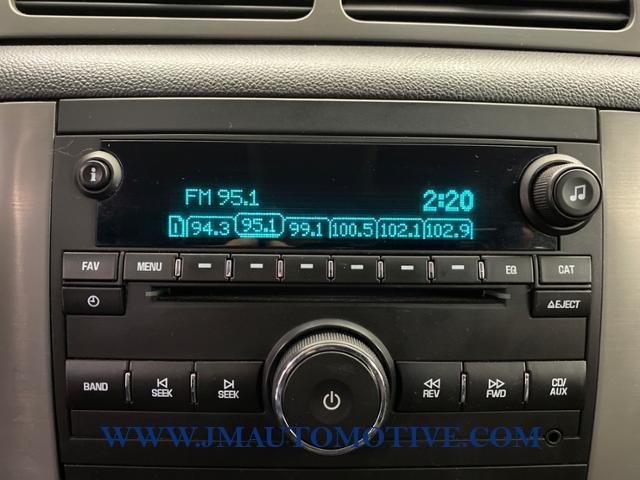 i
FM 95.1
2:20
1 94.3 95.1 99.1 100.5 102.1 102.9
FAV MENU EQ CAT
EJECT
BAND SEEK SEEK REV FWD CD/
AUX
WWW.JMAUTOMOTIVE.COM